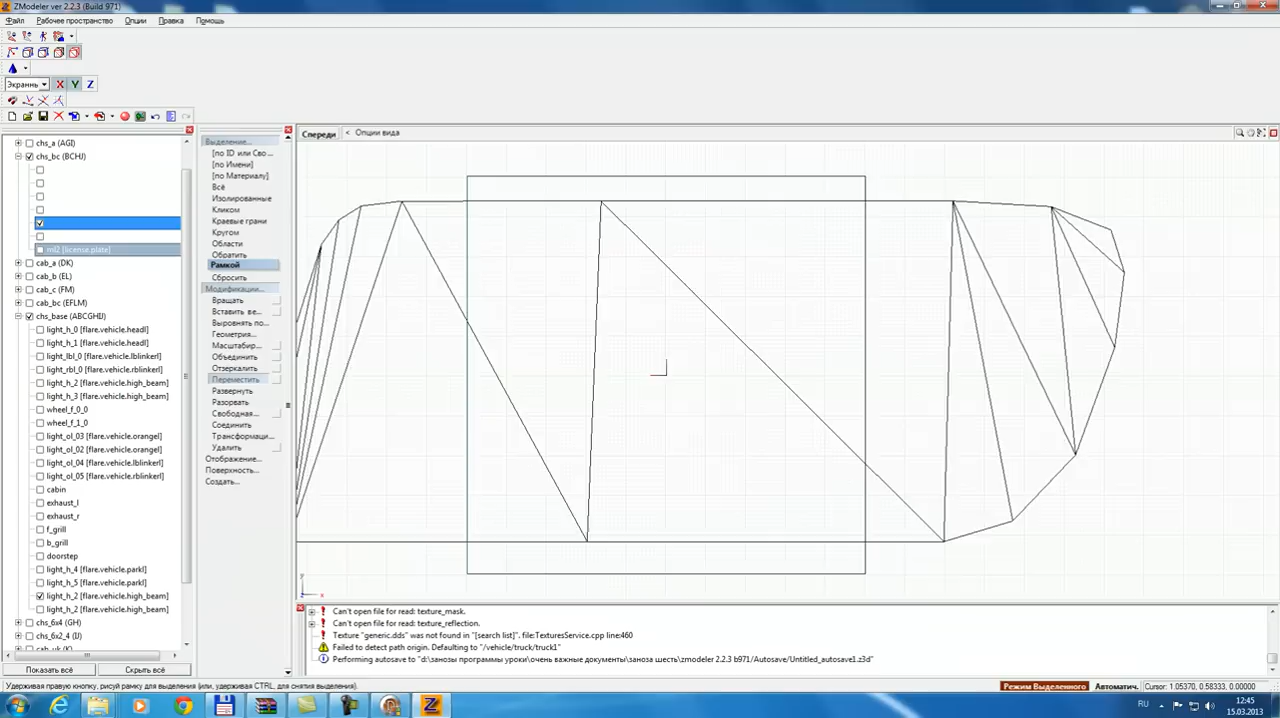 ZModeler ver 2.2.3 (Build 971)
Файл Рабочее пространство Опции Правка Помощь
Экранны X Y Z
chs_a (AGI)
chs_bc (BCHJ)
ml2 [license.plate]
cab_a (DK)
cab_b (EL)
cab_c (FM)
cab_bc (EFLM)
chs_base (ABCGHIJ)
light_h_0 [flare.vehicle.headl]
light_h_1 [flare.vehicle.headl]
light_lbl_0 [flare.vehicle.lblinkerl]
light_rbl_0 [flare.vehicle.rblinkerl]
light_h_2 [flare.vehicle.high_beam]
light_h_3 [flare.vehicle.high_beam]
wheel_f_0_0
wheel_f_1_0
light_ol_03 [flare.vehicle.orangel]
light_ol_02 [flare.vehicle.orangel]
light_ol_04 [flare.vehicle.lblinkerl]
light_ol_05 [flare.vehicle.rblinkerl]
cabin
exhaust_l
exhaust_r
f_grill
b_grill
doorstep
light_h_4 [flare.vehicle.parkl]
light_h_5 [flare.vehicle.parkl]
light_h_2 [flare.vehicle.high_beam]
light_h_2 [flare.vehicle.high_beam]
chs_6x4 (GH)
chs_6x2_4 (IJ)
Показать всё Скрыть всё
Выделение...
[по ID или Сво...
[по Имени]
[по Материалу]
Всё
Изолированные
Кликом
Краевые грани
Кругом
Области
Обратить
Рамкой
Сбросить
Модификации...
Вращать
Вставить ве...
Выровнять по...
Геометрия...
Масштабир...
Объединить
Отзеркалить
Переместить
Развернуть
Разорвать
Свободная...
Соединить
Трансформаци...
Удалить
Отображение...
Поверхность...
Создать...
Спереди < Опции вида
y
x
Can't open file for read: texture_mask.
Can't open file for read: texture_reflection.
Texture "generic.dds" was not found in "[search list]". file:TexturesService.cpp line:460
Failed to detect path origin. Defaulting to "/vehicle/truck/truck1"
Performing autosave to "d:\занозы программы уроки\очень важные документы\заноза шесть\zmodeler 2.2.3 b971/Autosave/Untitled_autosave1.z3d"
Удерживая правую кнопку, рисуй рамку для выделения (или, удерживая CTRL, для снятия выделения). Режим Выделенного Автоматич. Cursor: 1.05370, 0.58333, 0.00000
RU 12:45
15.03.2013